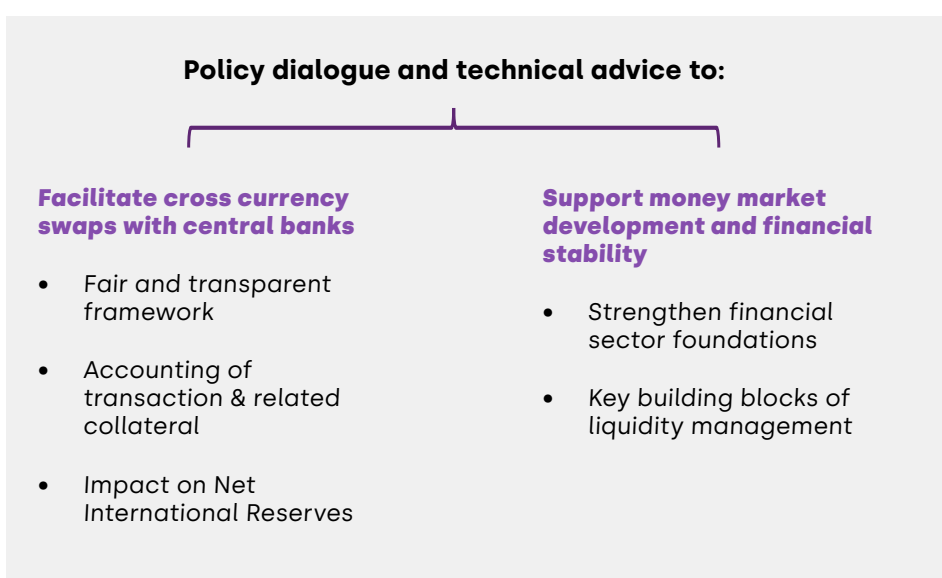 Policy dialogue and technical advice to:
Facilitate cross currency
swaps with central banks
• Fair and transparent
framework
• Accounting of
transaction & related
collateral
• Impact on Net
International Reserves
Support money market
development and financial
stability
• Strengthen financial
sector foundations
• Key building blocks of
liquidity management